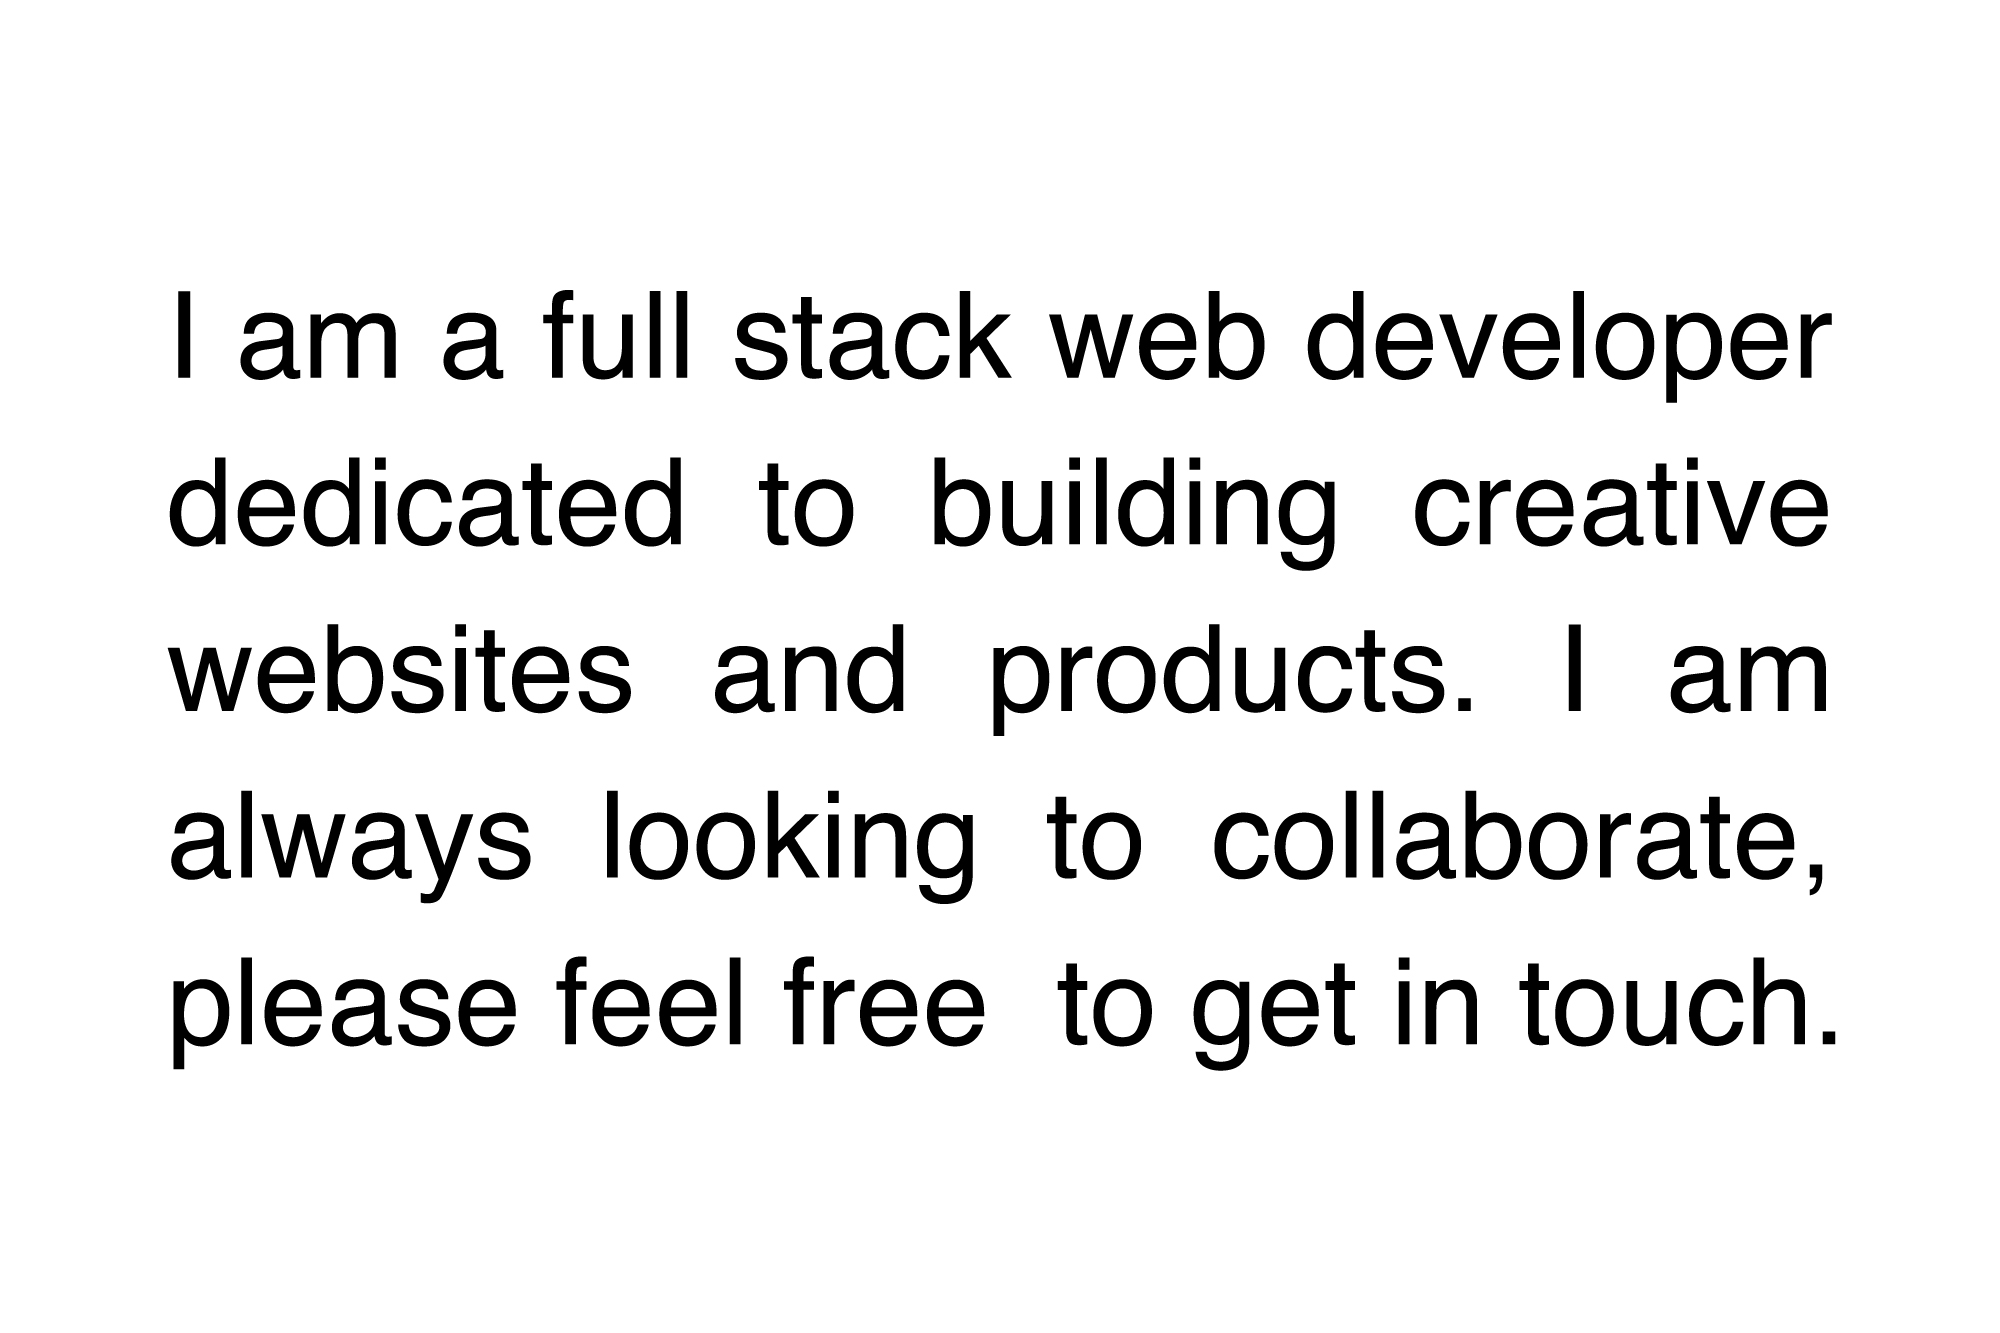 I am a full stack web developer
dedicated to building creative
websites and products. I am
always looking to collaborate,
please feel free  to get in touch.